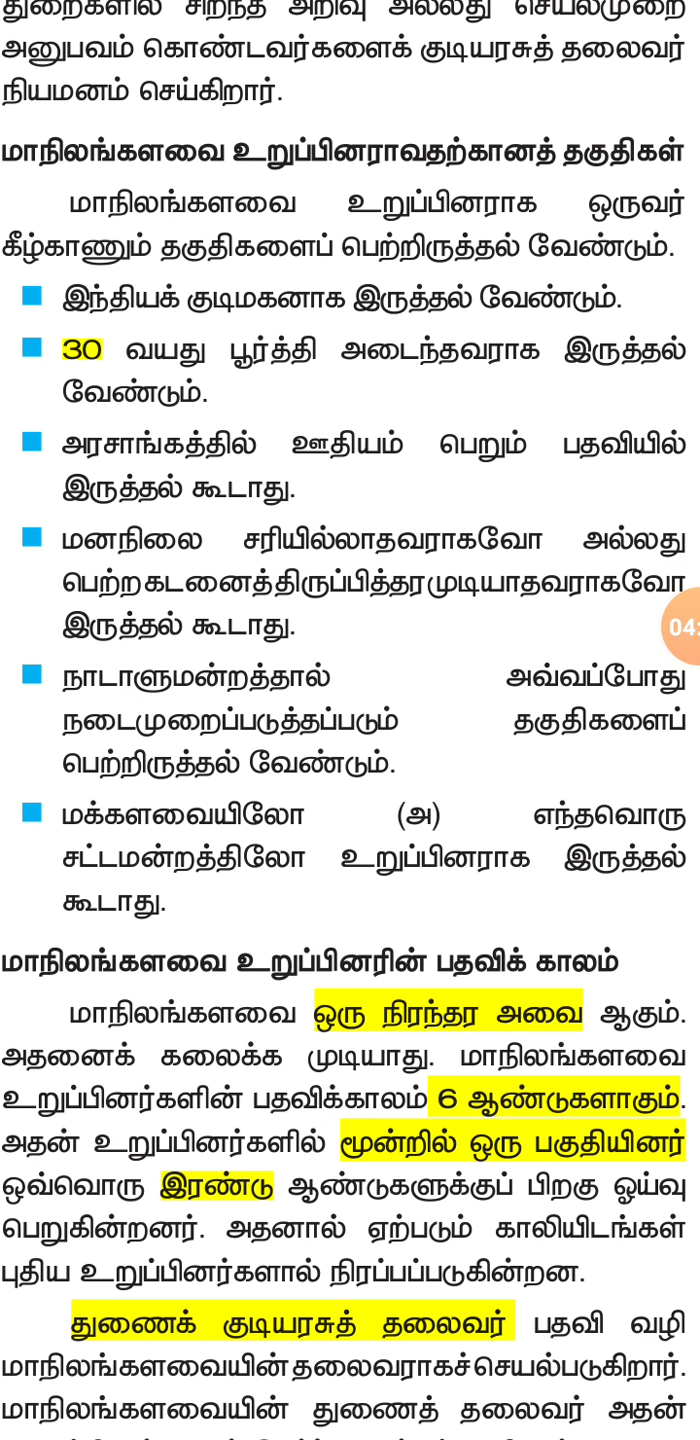 துறைகளில் சிறந்த அறிவு அல்லது செயல்முறை
அனுபவம் கொண்டவர்களைக் குடியரசுத் தலைவர்
நியமனம் செய்கிறார்.
மாநிலங்களவை உறுப்பினராவதற்கானத் தகுதிகள்
மாநிலங்களவை உறுப்பினராக ஒருவர்
கீழ்காணும் தகுதிகளைப் பெற்றிருத்தல் வேண்டும்.
■ இந்தியக் குடிமகனாக இருத்தல் வேண்டும்.
■ 30 வயது பூர்த்தி அடைந்தவராக இருத்தல்
வேண்டும்.
■ அரசாங்கத்தில் ஊதியம் பெறும் பதவியில்
இருத்தல் கூடாது.
■ மனநிலை சரியில்லாதவராகவோ அல்லது
பெற்ற கடனைத் திருப்பித்தர முடியாதவராகவோ
இருத்தல் கூடாது.
04:
■ நாடாளுமன்றத்தால் அவ்வப்போது
நடைமுறைப்படுத்தப்படும் தகுதிகளைப்
பெற்றிருத்தல் வேண்டும்.
■ மக்களவையிலோ (அ) எந்தவொரு
சட்டமன்றத்திலோ உறுப்பினராக இருத்தல்
கூடாது.
மாநிலங்களவை உறுப்பினரின் பதவிக் காலம்
மாநிலங்களவை ஒரு நிரந்தர அவை ஆகும்.
அதனைக் கலைக்க முடியாது. மாநிலங்களவை
உறுப்பினர்களின் பதவிக்காலம் 6 ஆண்டுகளாகும்.
அதன் உறுப்பினர்களில் மூன்றில் ஒரு பகுதியினர்
ஒவ்வொரு இரண்டு ஆண்டுகளுக்குப் பிறகு ஓய்வு
பெறுகின்றனர். அதனால் ஏற்படும் காலியிடங்கள்
புதிய உறுப்பினர்களால் நிரப்பப்படுகின்றன.
துணைக் குடியரசுத் தலைவர் பதவி வழி
மாநிலங்களவையின் தலைவராகச் செயல்படுகிறார்.
மாநிலங்களவையின் துணைத் தலைவர் அதன்